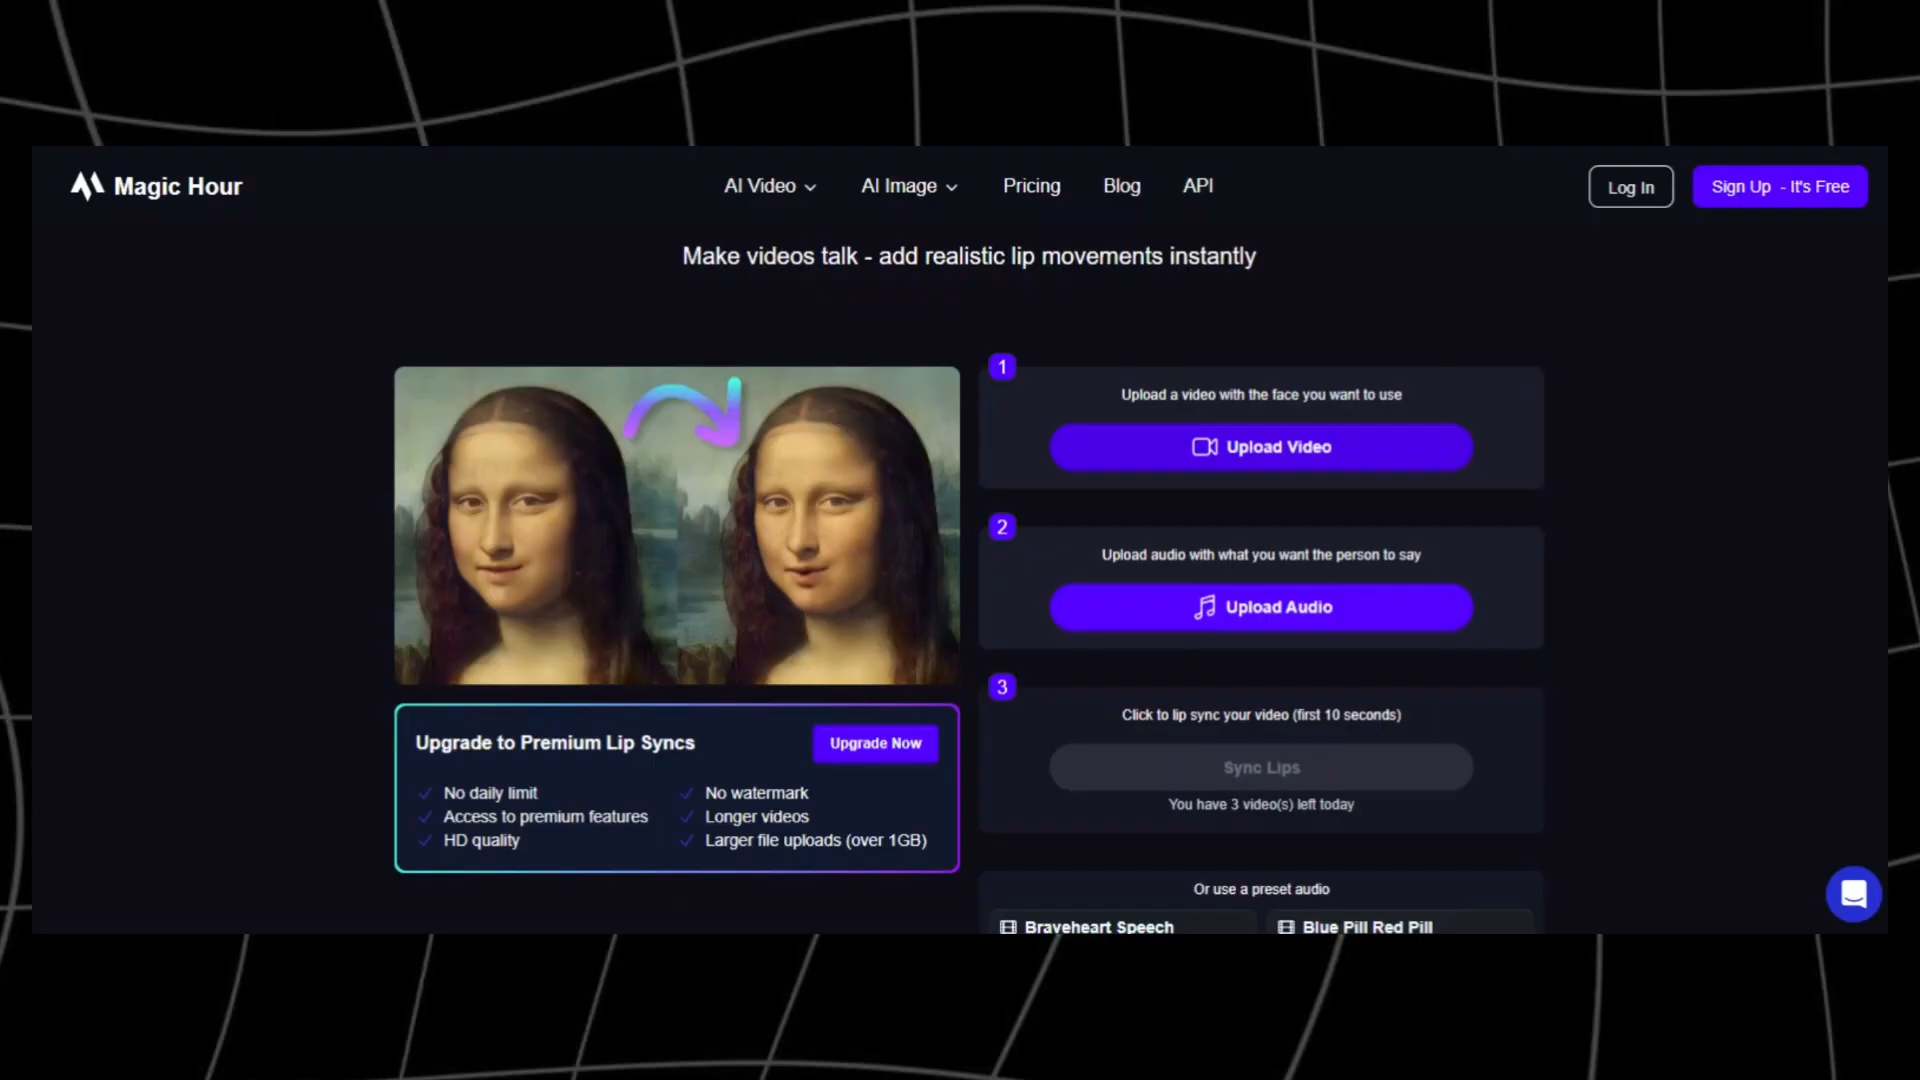 Magic Hour
AI Video
AI Image
Pricing
Blog
API
Log In
Sign Up - It's Free
Make videos talk - add realistic lip movements instantly
1
Upload a video with the face you want to use
Upload Video
2
Upload audio with what you want the person to say
Upload Audio
3
Click to lip sync your video (first 10 seconds)
Sync Lips
You have 3 video(s) left today
Upgrade to Premium Lip Syncs
Upgrade Now
No daily limit
Access to premium features
HD quality
No watermark
Longer videos
Larger file uploads (over 1GB)
Or use a preset audio
Braveheart Speech
Blue Pill Red Pill